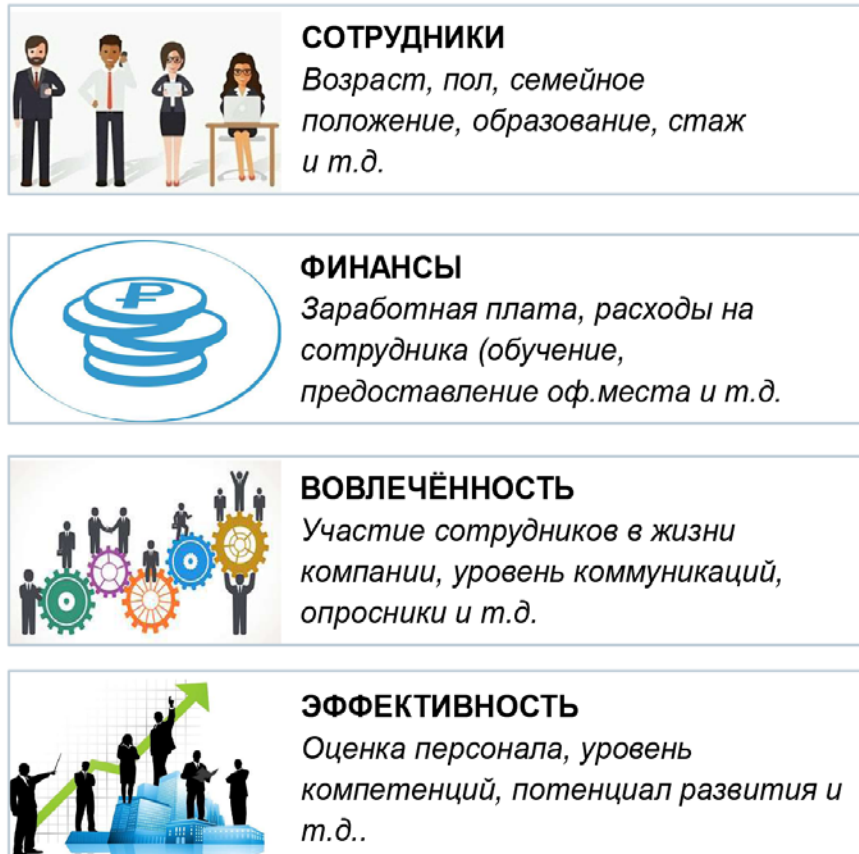 СОТРУДНИКИ
Возраст, пол, семейное
положение, образование, стаж
и т.д.
ФИНАНСЫ
Заработная плата, расходы на
сотрудника (обучение,
предоставление оф.места и т.д.
ВОВЛЕЧЁННОСТЬ
Участие сотрудников в жизни
компании, уровень коммуникаций,
опросники и т.д.
ЭФФЕКТИВНОСТЬ
Оценка персонала, уровень
компетенций, потенциал развития и
т.д..